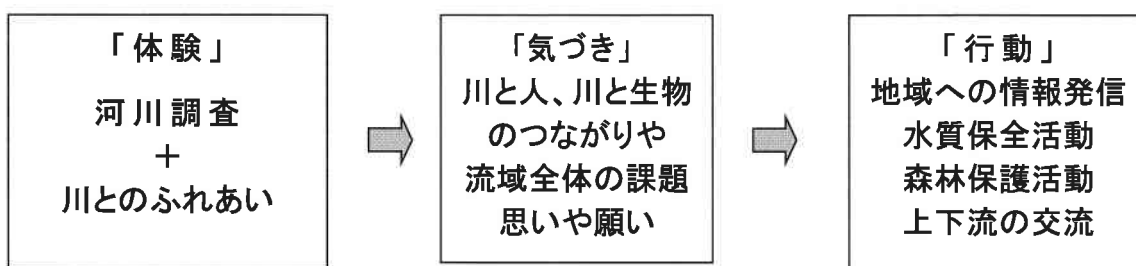 「体験」
河川調査
+
川とのふれあい
「気づき」
川と人、川と生物
のつながりや
流域全体の課題
思いや願い
「行動」
地域への情報発信
水質保全活動
森林保護活動
上下流の交流